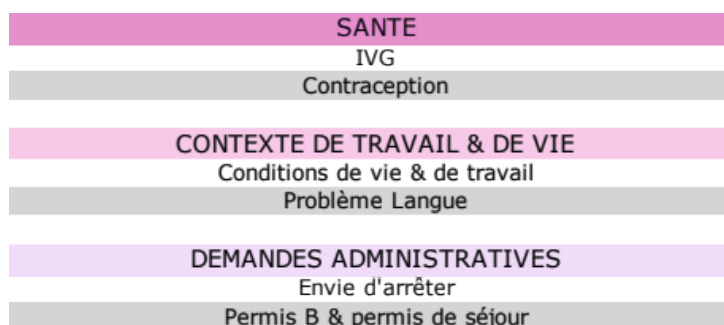 SANTE
IVG
Contraception
CONTEXTE DE TRAVAIL & DE VIE
Conditions de vie & de travail
Problème Langue
DEMANDES ADMINISTRATIVES
Envie d'arrêter
Permis B & permis de séjour